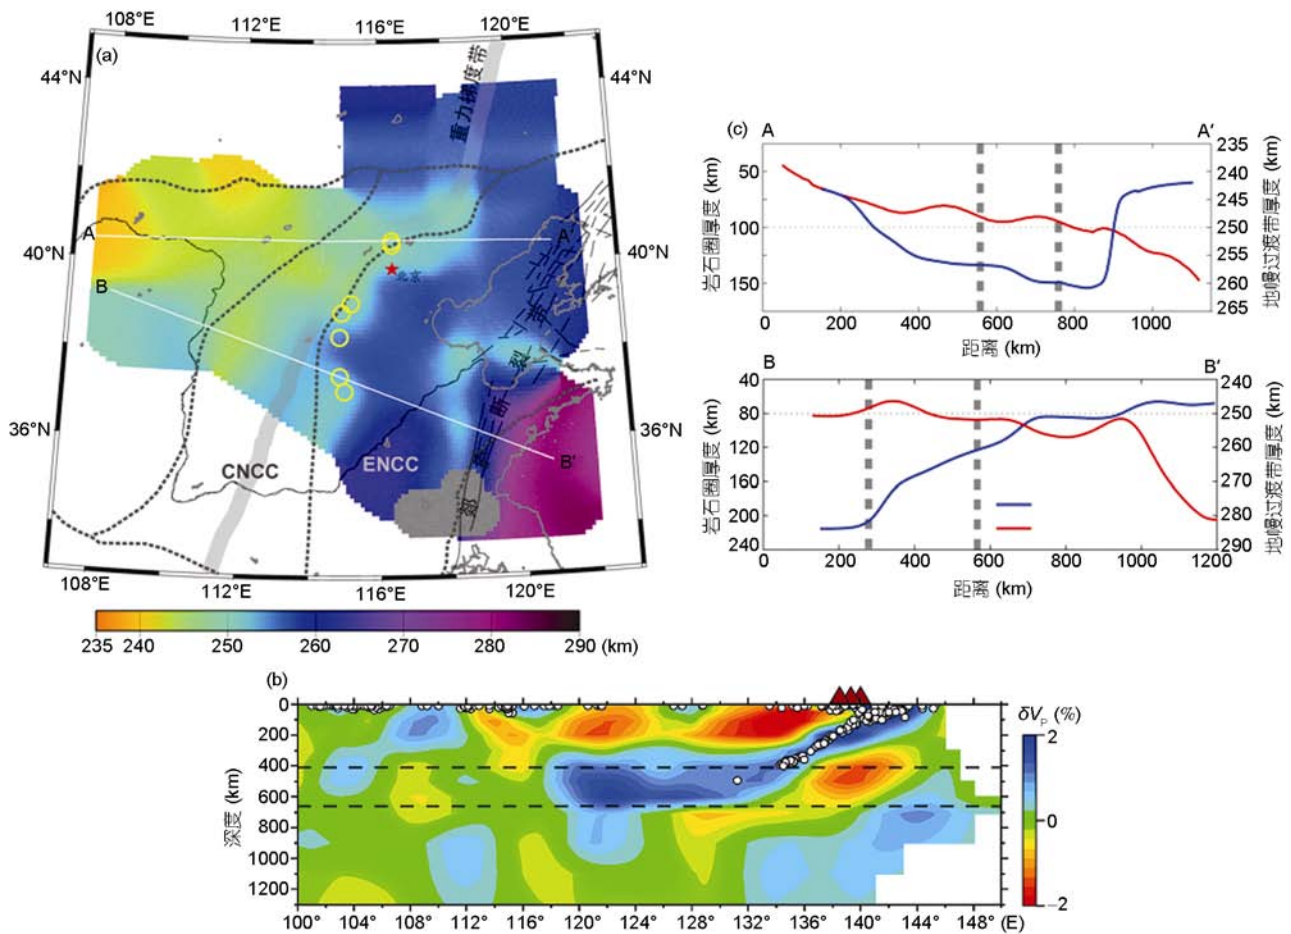 (a)
108°E
112°E
116°E
120°E
44°N
44°N
40°N
40°N
36°N
36°N
重力梯度带
A
A′
B
B′
北京
CNCC
ENCC
郯
庐
断
裂
带
108°E
112°E
116°E
120°E
235 240 250 260 270 280 290 (km)
(c)
A
A′
50
100
150
岩石圈厚度 (km)
235
240
245
250
255
260
265
地幔过渡带厚度 (km)
0 200 400 600 800 1000
距离 (km)
B
B′
40
80
120
160
200
240
岩石圈厚度 (km)
240
250
260
270
280
290
地幔过渡带厚度 (km)
0 200 400 600 800 1000 1200
距离 (km)
(b)
0
200
400
600
800
1000
1200
深度 (km)
100 104° 108° 112° 116° 120° 124° 128° 132° 136° 140° 144° 148° (E)
δVP (%)
2
0
−2